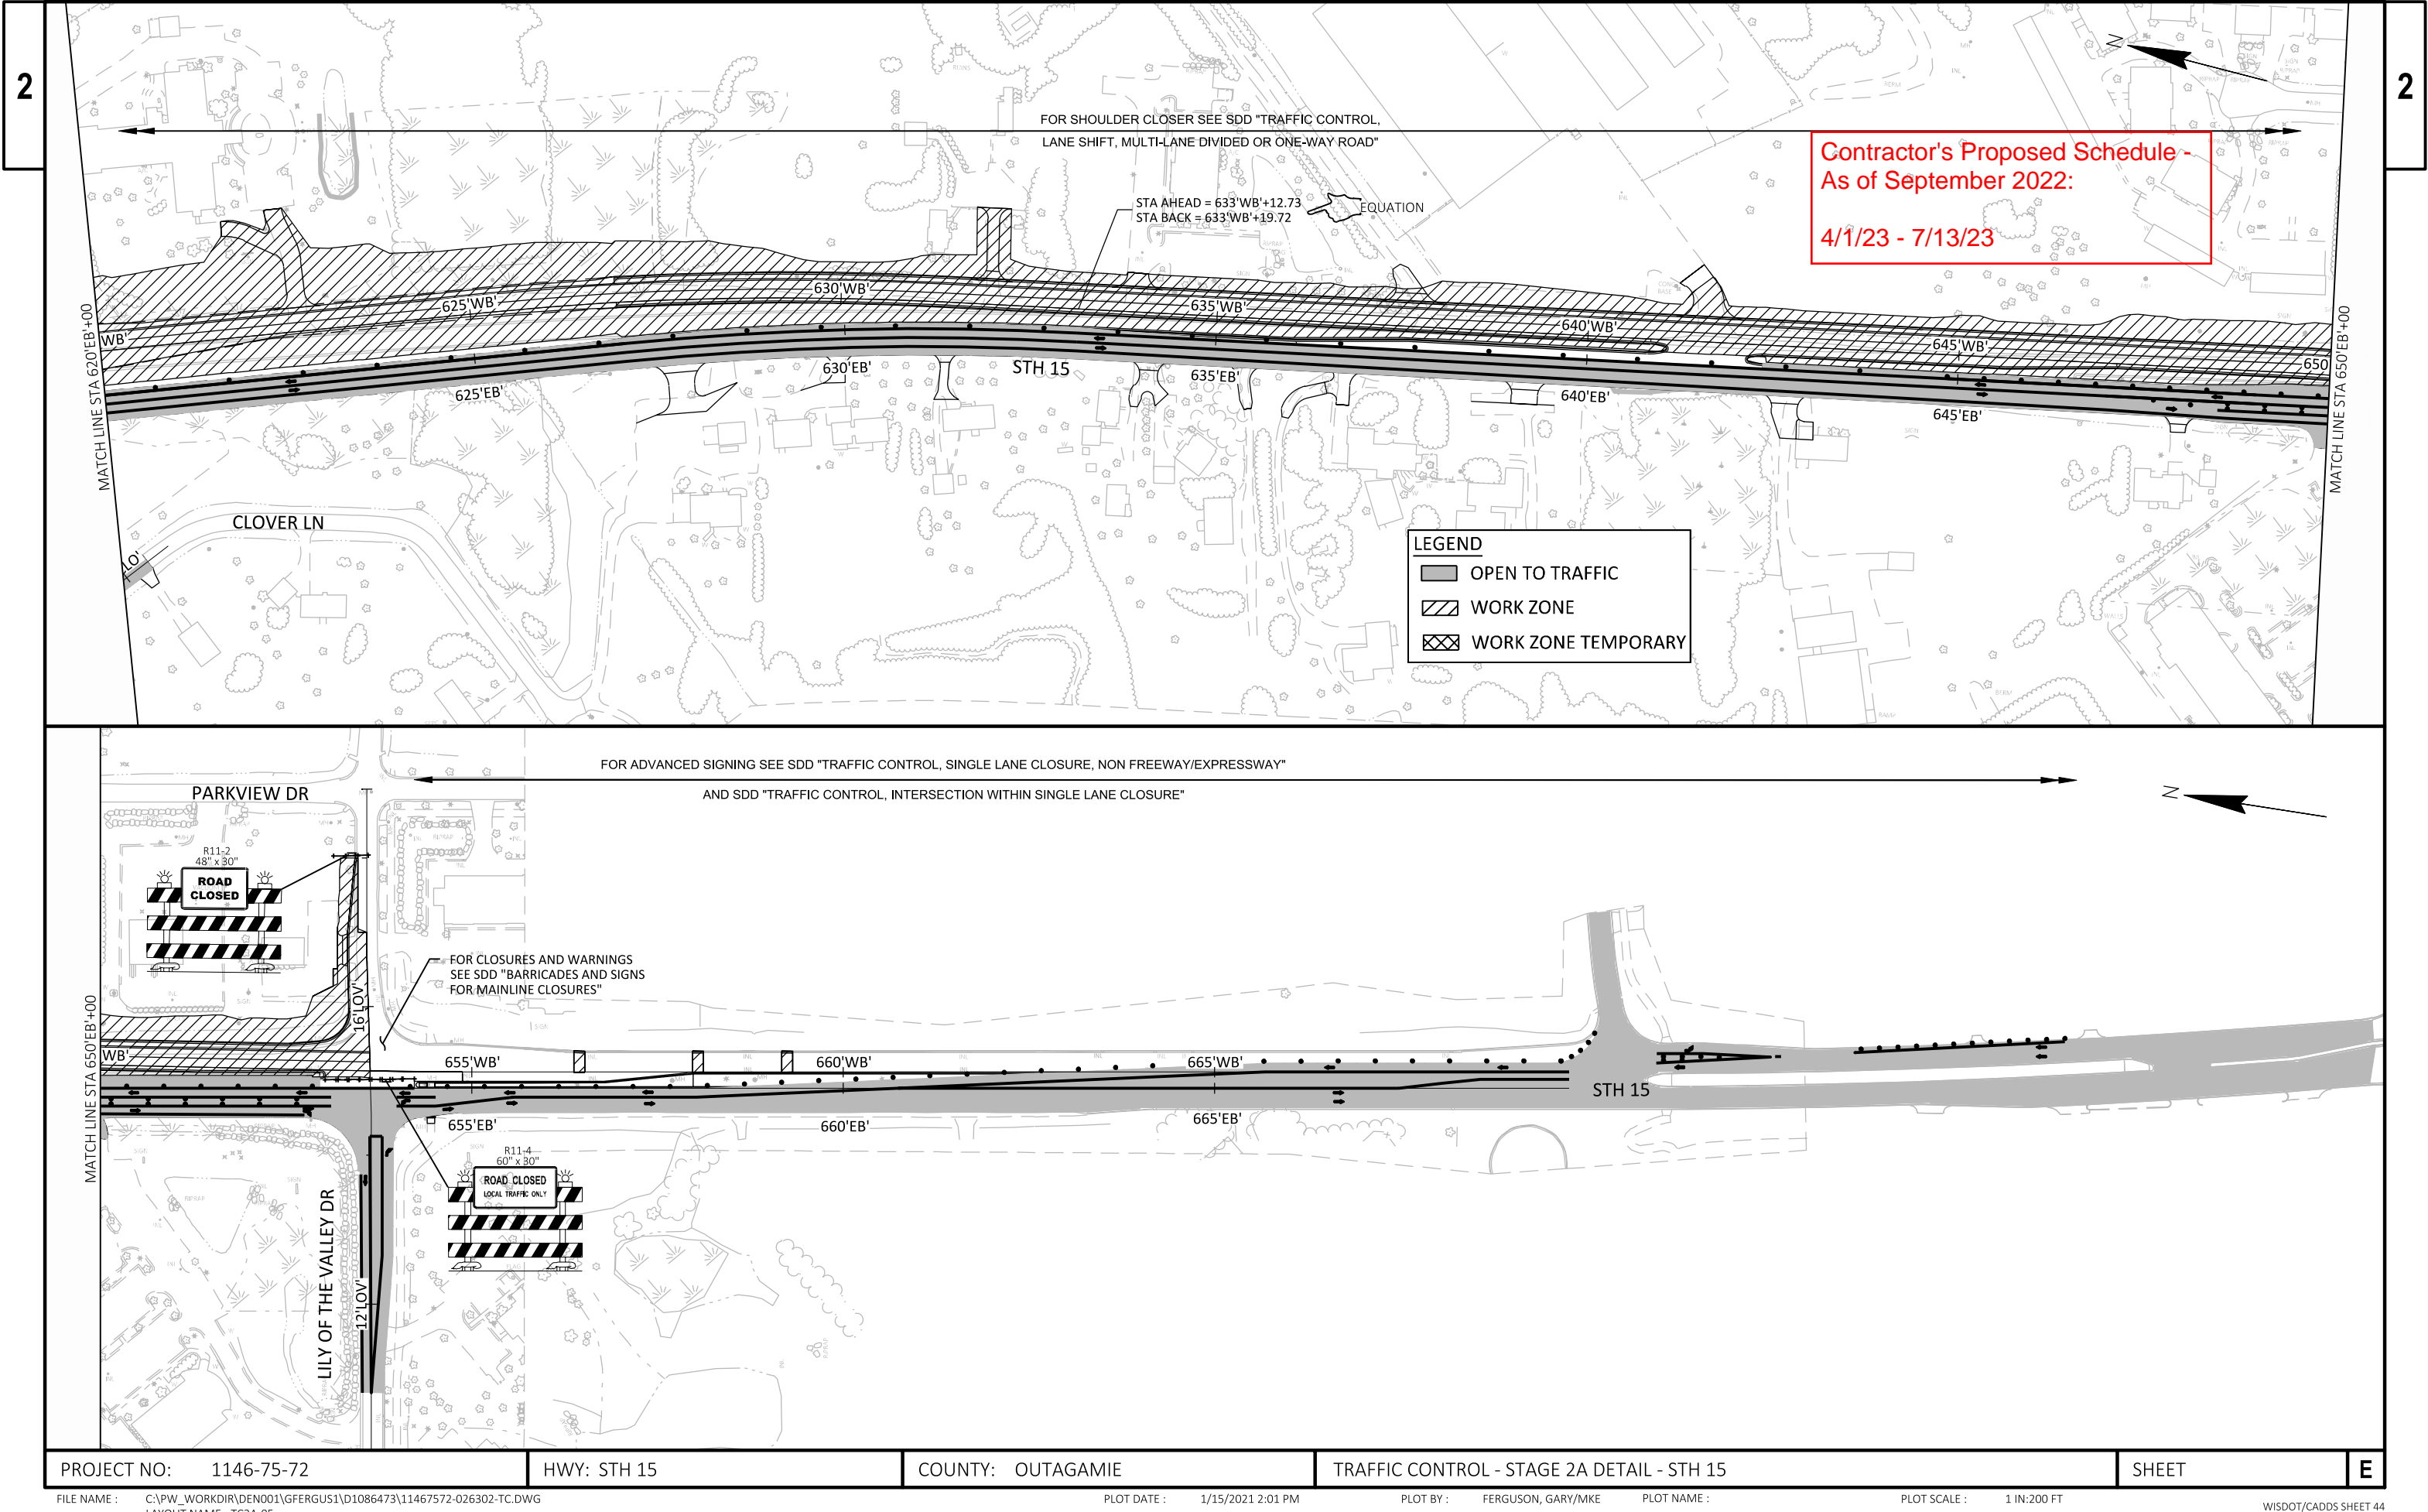 2
2
N
FOR SHOULDER CLOSER SEE SDD "TRAFFIC CONTROL,
LANE SHIFT, MULTI-LANE DIVIDED OR ONE-WAY ROAD"
Contractor's Proposed Schedule -
As of September 2022:
4/1/23 - 7/13/23
STA AHEAD = 633'WB'+12.73
STA BACK = 633'WB'+19.72
EQUATION
MATCH LINE STA 620'EB'+00
WB'
625'WB'
630'WB'
635'WB'
640'WB'
645'WB'
650
625'EB'
630'EB'
STH 15
635'EB'
640'EB'
645'EB'
MATCH LINE STA 650'EB'+00
CLOVER LN
LO'
LEGEND
OPEN TO TRAFFIC
WORK ZONE
WORK ZONE TEMPORARY
FOR ADVANCED SIGNING SEE SDD "TRAFFIC CONTROL, SINGLE LANE CLOSURE, NON FREEWAY/EXPRESSWAY"
AND SDD "TRAFFIC CONTROL, INTERSECTION WITHIN SINGLE LANE CLOSURE"
N
PARKVIEW DR
R11-2
48" x 30"
ROAD
CLOSED
FOR CLOSURES AND WARNINGS
SEE SDD "BARRICADES AND SIGNS
FOR MAINLINE CLOSURES"
16'LOV'
MATCH LINE STA 650'EB'+00
WB'
655'WB'
660'WB'
665'WB'
STH 15
655'EB'
660'EB'
665'EB'
R11-4
60" x 30"
ROAD CLOSED
LOCAL TRAFFIC ONLY
LILY OF THE VALLEY DR
12'LOV'
PROJECT NO: 1146-75-72
HWY: STH 15
COUNTY: OUTAGAMIE
TRAFFIC CONTROL - STAGE 2A DETAIL - STH 15
SHEET
E
FILE NAME : C:\PW_WORKDIR\DEN001\GFERGUS1\D1086473\11467572-026302-TC.DWG
PLOT DATE : 1/15/2021 2:01 PM
PLOT BY : FERGUSON, GARY/MKE
PLOT NAME :
PLOT SCALE : 1 IN:200 FT
WISDOT/CADDS SHEET 44